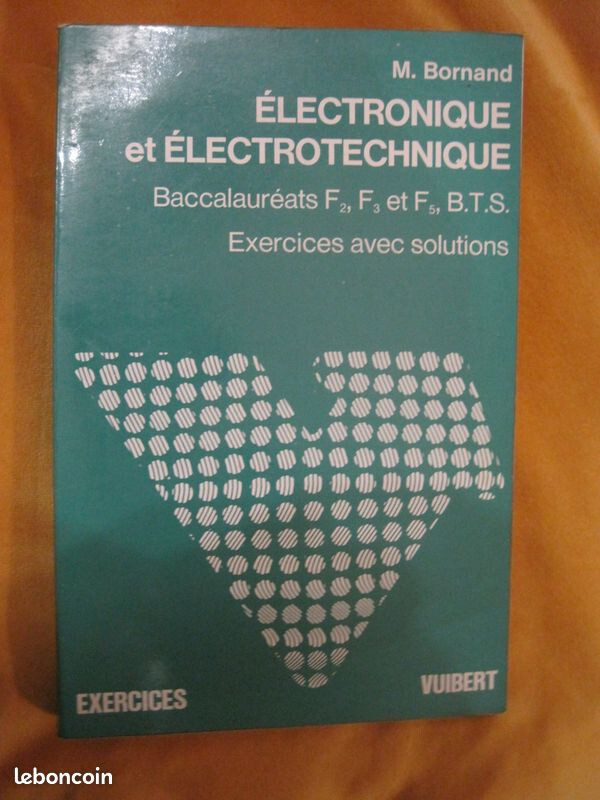 M. Bornand
ÉLECTRONIQUE
et ÉLECTROTECHNIQUE
Baccalauréats F₂, F₃ et F₅, B.T.S.
Exercices avec solutions
EXERCICES
VUIBERT
leboncoin